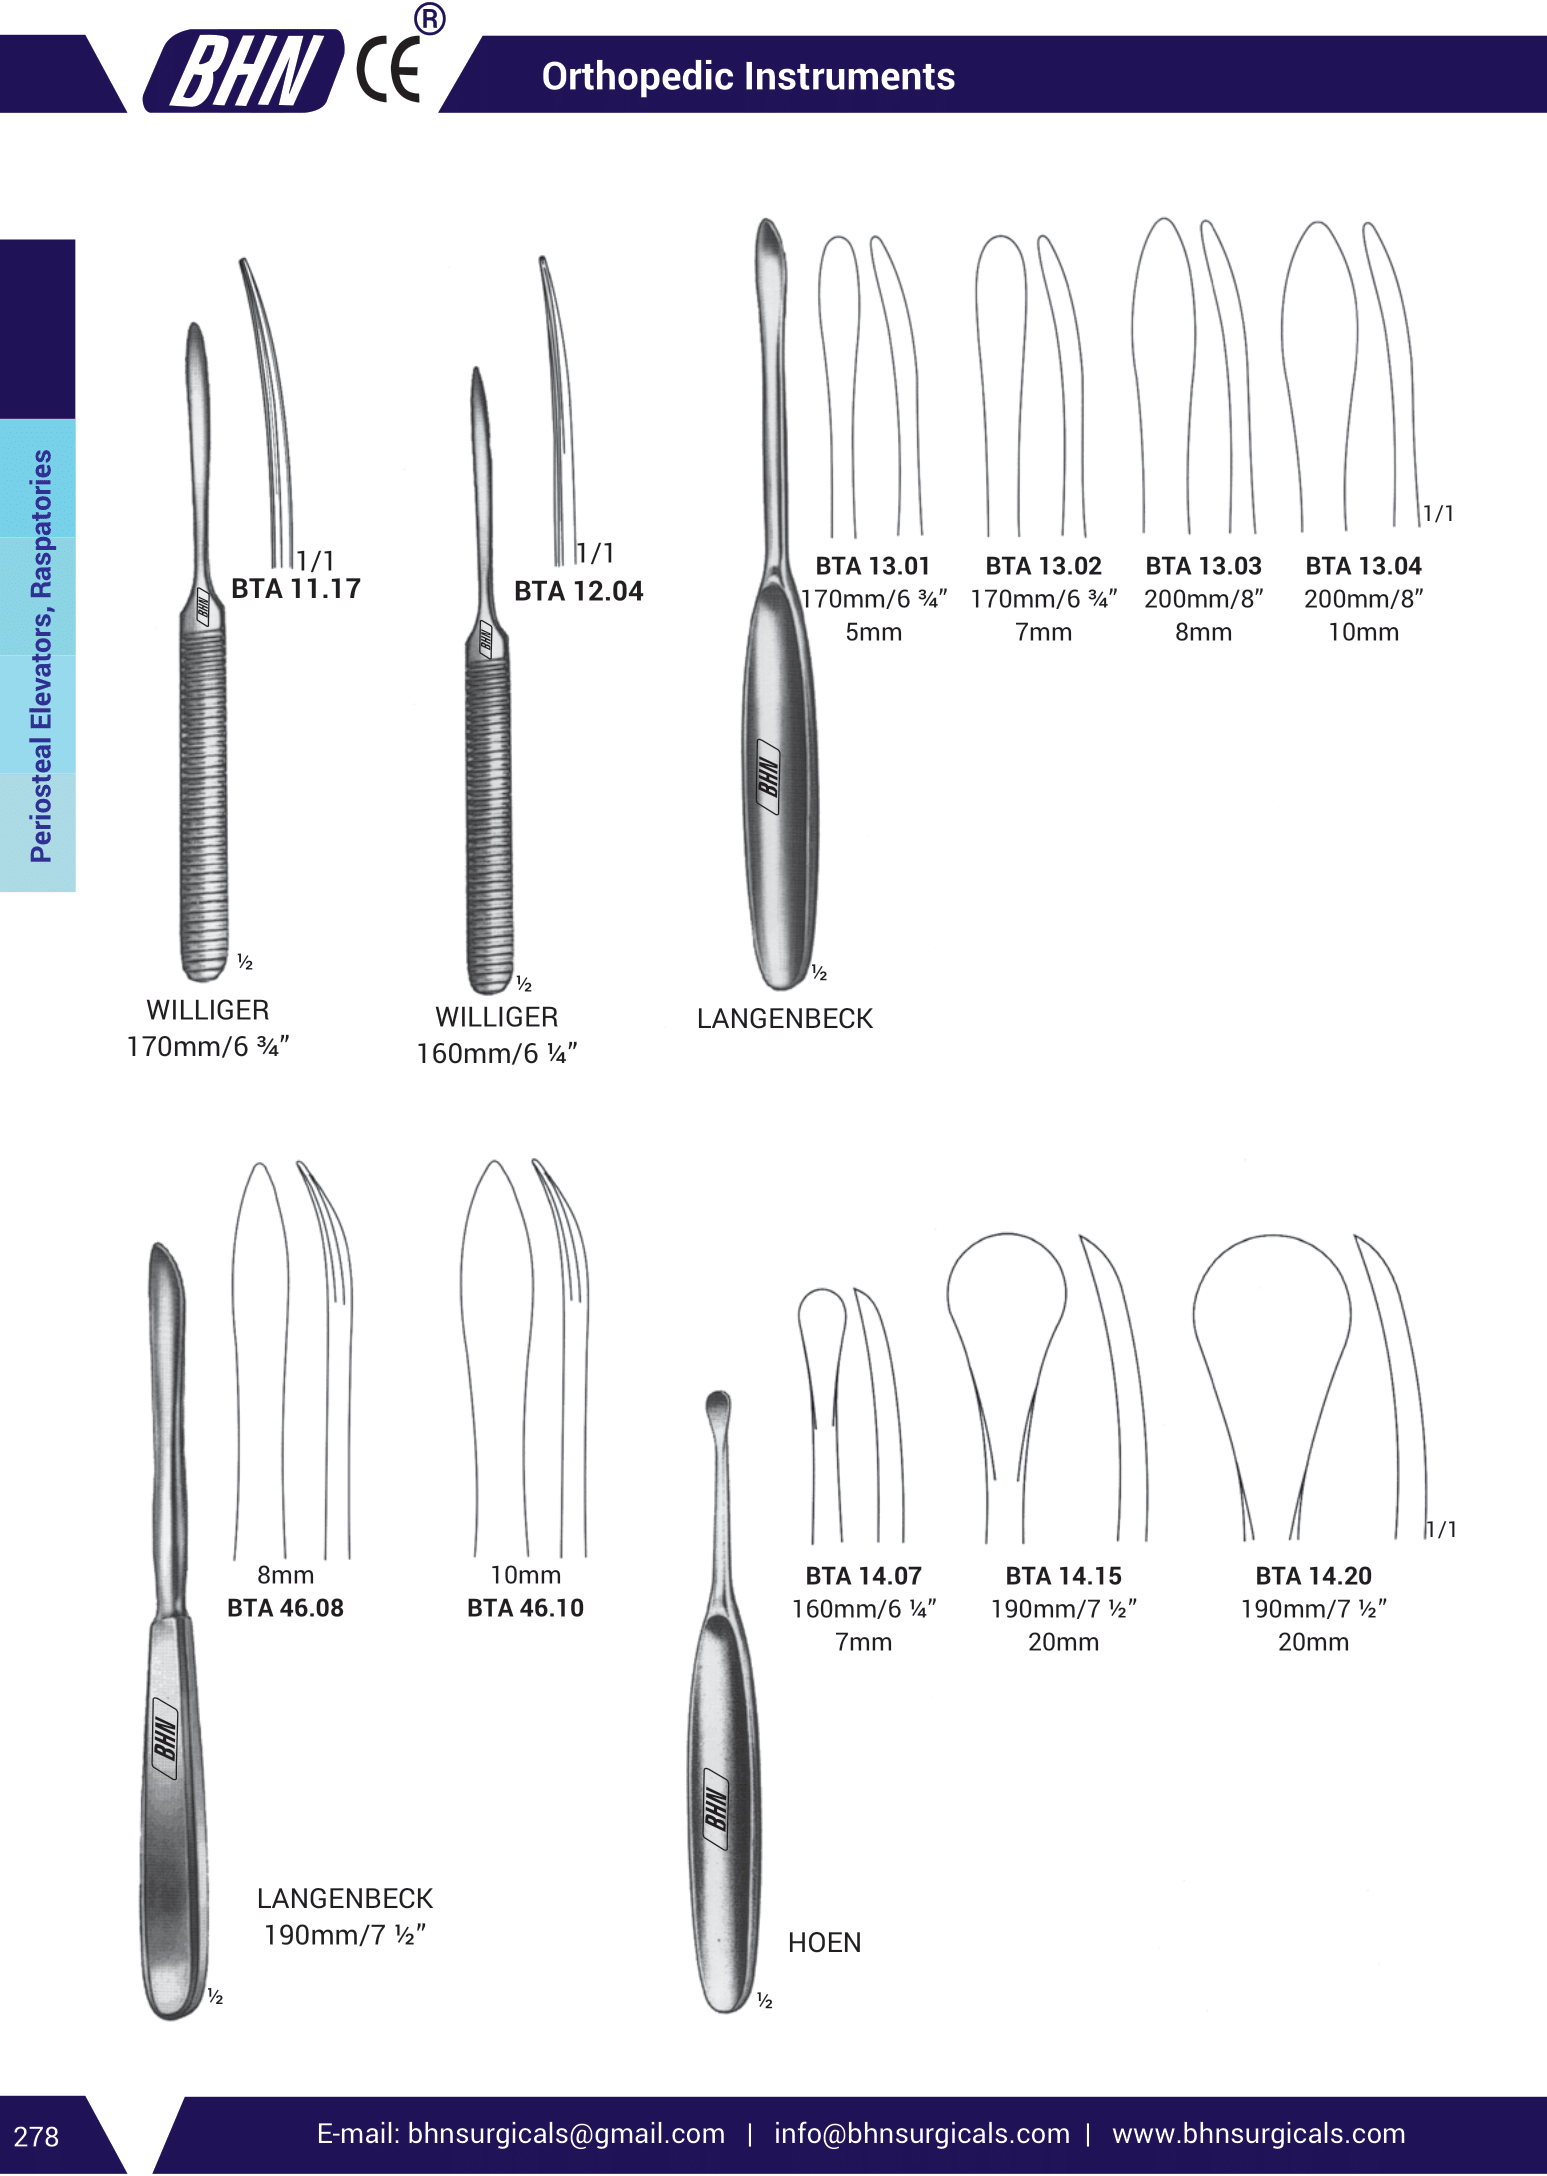 BHN CE ®
Orthopedic Instruments
Periosteal Elevators, Raspatories
1/1
BTA 11.17
BHN
½
WILLIGER
170mm/6 ¾”
1/1
BTA 12.04
BHN
½
WILLIGER
160mm/6 ¼”
BHN
½
LANGENBECK
BTA 13.01
170mm/6 ¾”
5mm
BTA 13.02
170mm/6 ¾”
7mm
BTA 13.03
200mm/8”
8mm
1/1
BTA 13.04
200mm/8”
10mm
8mm
BTA 46.08
10mm
BTA 46.10
BHN
LANGENBECK
190mm/7 ½”
½
BHN
HOEN
½
BTA 14.07
160mm/6 ¼”
7mm
BTA 14.15
190mm/7 ½”
20mm
1/1
BTA 14.20
190mm/7 ½”
20mm
278
E-mail: bhnsurgicals@gmail.com | info@bhnsurgicals.com | www.bhnsurgicals.com